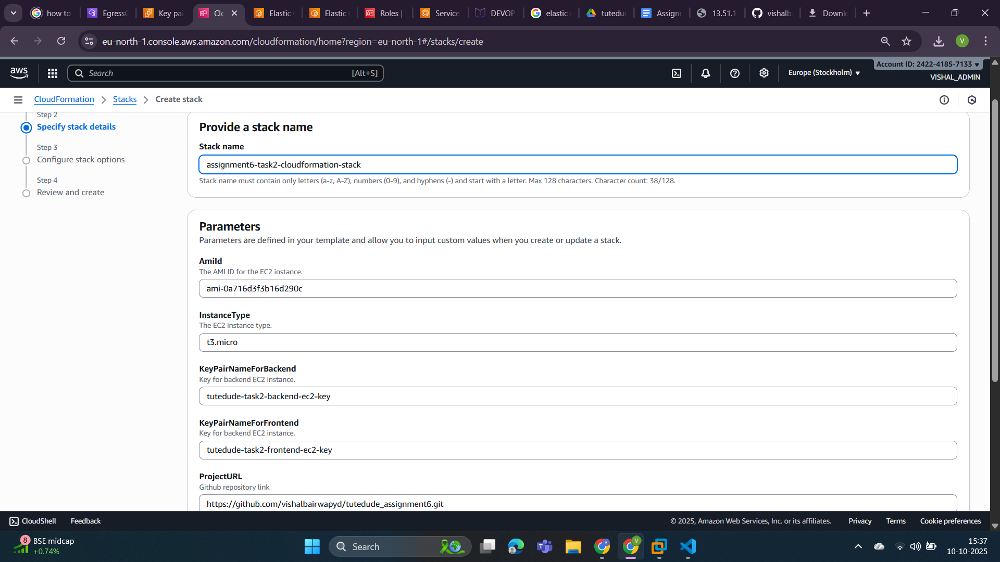 how to
EgressC
Key pai
Clo
Elastic
Elastic
Roles |
Service
DEVOP
elastic
tutedu
Assignr
13.51.1
vishalb
Downlo
eu-north-1.console.aws.amazon.com/cloudformation/home?region=eu-north-1#/stacks/create
V
aws
Search
[Alt+S]
Europe (Stockholm)
Account ID: 2422-4185-7133
VISHAL_ADMIN
CloudFormation
Stacks
Create stack
Step 2
Specify stack details
Step 3
Configure stack options
Step 4
Review and create
Provide a stack name
Stack name
assignment6-task2-cloudformation-stack
Stack name must contain only letters (a-z, A-Z), numbers (0-9), and hyphens (-) and start with a letter. Max 128 characters. Character count: 38/128.
Parameters
Parameters are defined in your template and allow you to input custom values when you create or update a stack.
AmiId
The AMI ID for the EC2 instance.
ami-0a716d3f3b16d290c
InstanceType
The EC2 instance type.
t3.micro
KeyPairNameForBackend
Key for backend EC2 instance.
tutedude-task2-backend-ec2-key
KeyPairNameForFrontend
Key for backend EC2 instance.
tutedude-task2-frontend-ec2-key
ProjectURL
Github repository link
https://github.com/vishalbairwapyd/tutedude_assignment6.git
CloudShell
Feedback
© 2025, Amazon Web Services, Inc. or its affiliates.
Privacy
Terms
Cookie preferences
8
BSE midcap
+0.74%
Search
15:37
10-10-2025